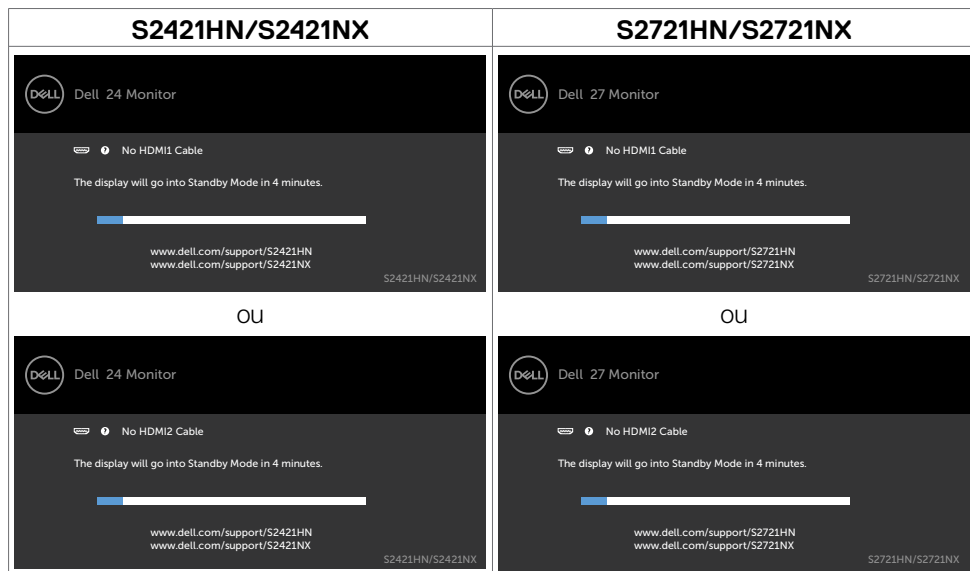 S2421HN/S2421NX
S2721HN/S2721NX
DELL
Dell 24 Monitor
No HDMI1 Cable
The display will go into Standby Mode in 4 minutes.
www.dell.com/support/S2421HN
www.dell.com/support/S2421NX
S2421HN/S2421NX
DELL
Dell 27 Monitor
No HDMI1 Cable
The display will go into Standby Mode in 4 minutes.
www.dell.com/support/S2721HN
www.dell.com/support/S2721NX
S2721HN/S2721NX
ou
ou
DELL
Dell 24 Monitor
? No HDMI2 Cable
The display will go into Standby Mode in 4 minutes.
www.dell.com/support/S2421HN
www.dell.com/support/S2421NX
S2421HN/S2421NX
DELL
Dell 27 Monitor
? No HDMI2 Cable
The display will go into Standby Mode in 4 minutes.
www.dell.com/support/S2721HN
www.dell.com/support/S2721NX
S2721HN/S2721NX